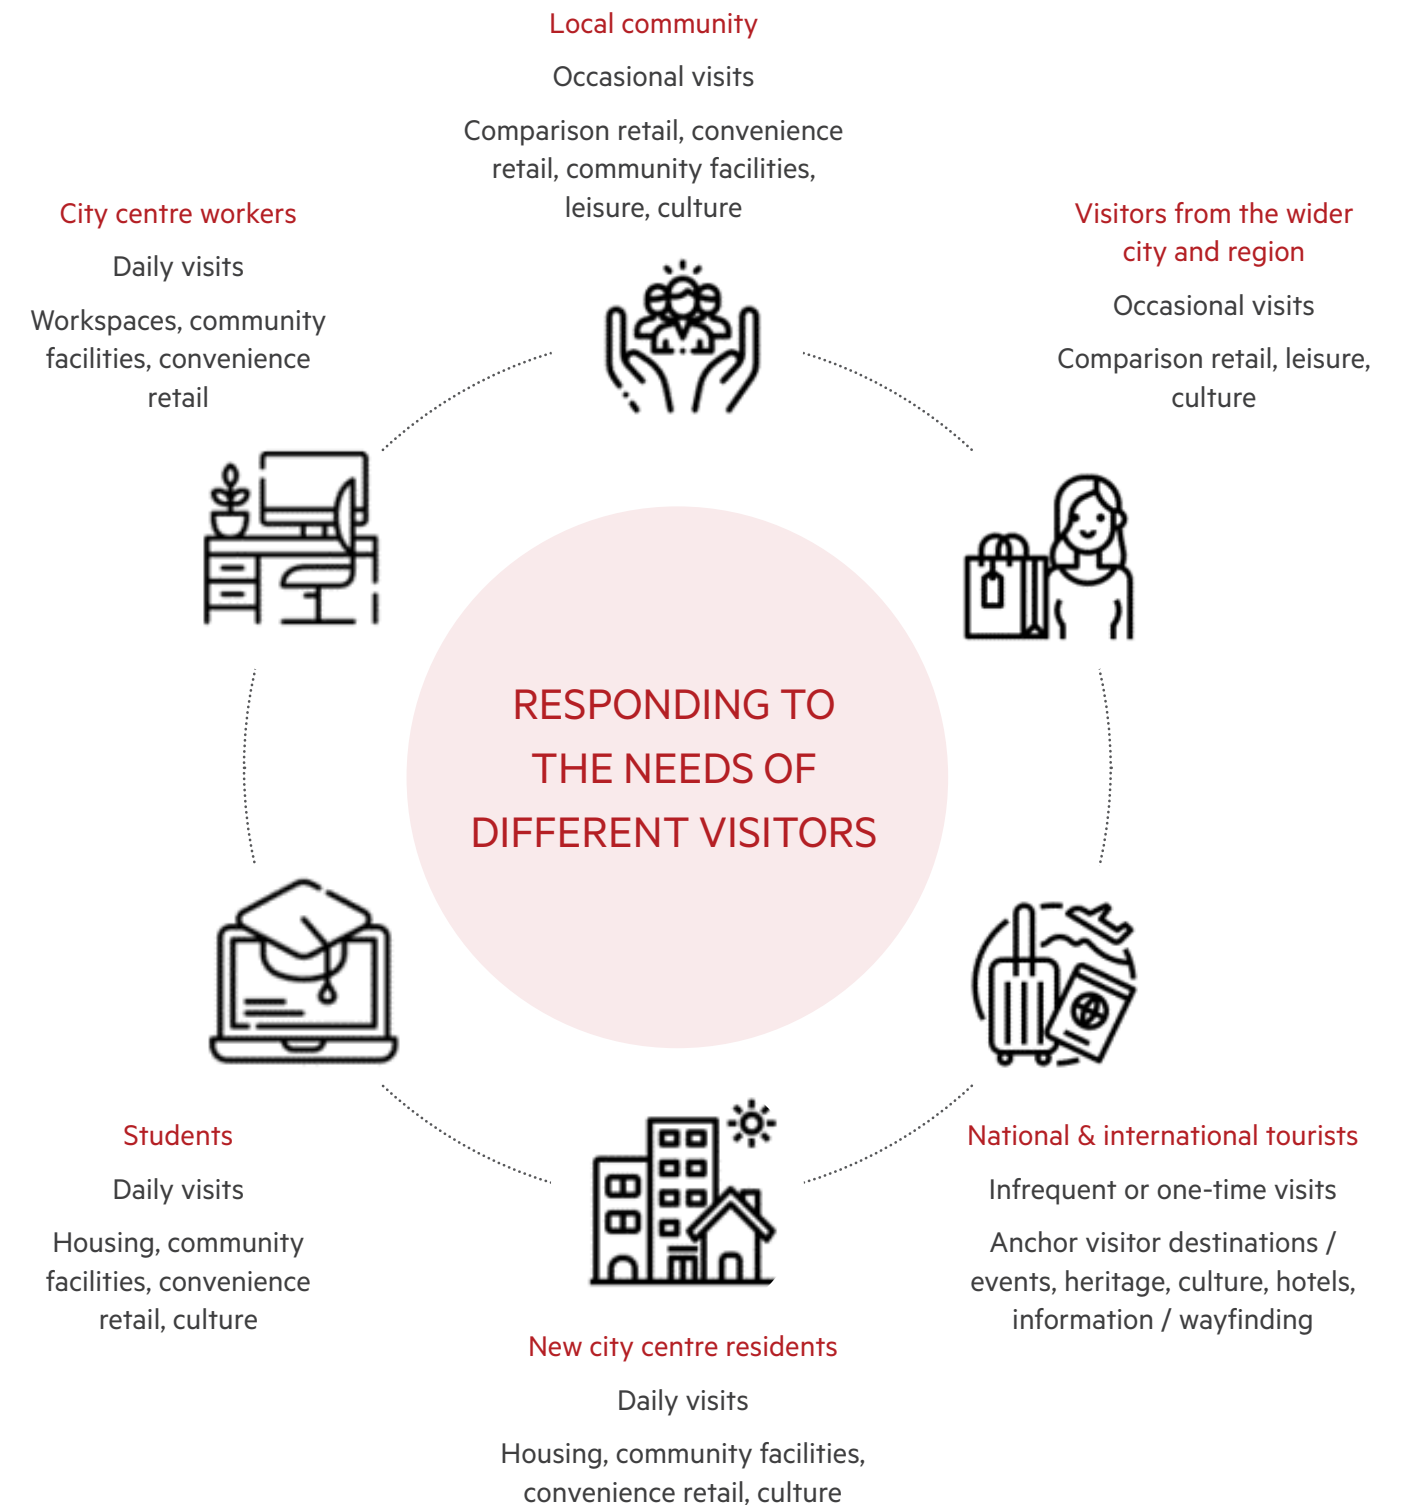 Local community
Occasional visits
Comparison retail, convenience
retail, community facilities,
leisure, culture
City centre workers
Daily visits
Workspaces, community
facilities, convenience
retail
Visitors from the wider
city and region
Occasional visits
Comparison retail, leisure,
culture
RESPONDING TO
THE NEEDS OF
DIFFERENT VISITORS
Students
Daily visits
Housing, community
facilities, convenience
retail, culture
National & international tourists
Infrequent or one-time visits
Anchor visitor destinations /
events, heritage, culture, hotels,
information / wayfinding
New city centre residents
Daily visits
Housing, community facilities,
convenience retail, culture